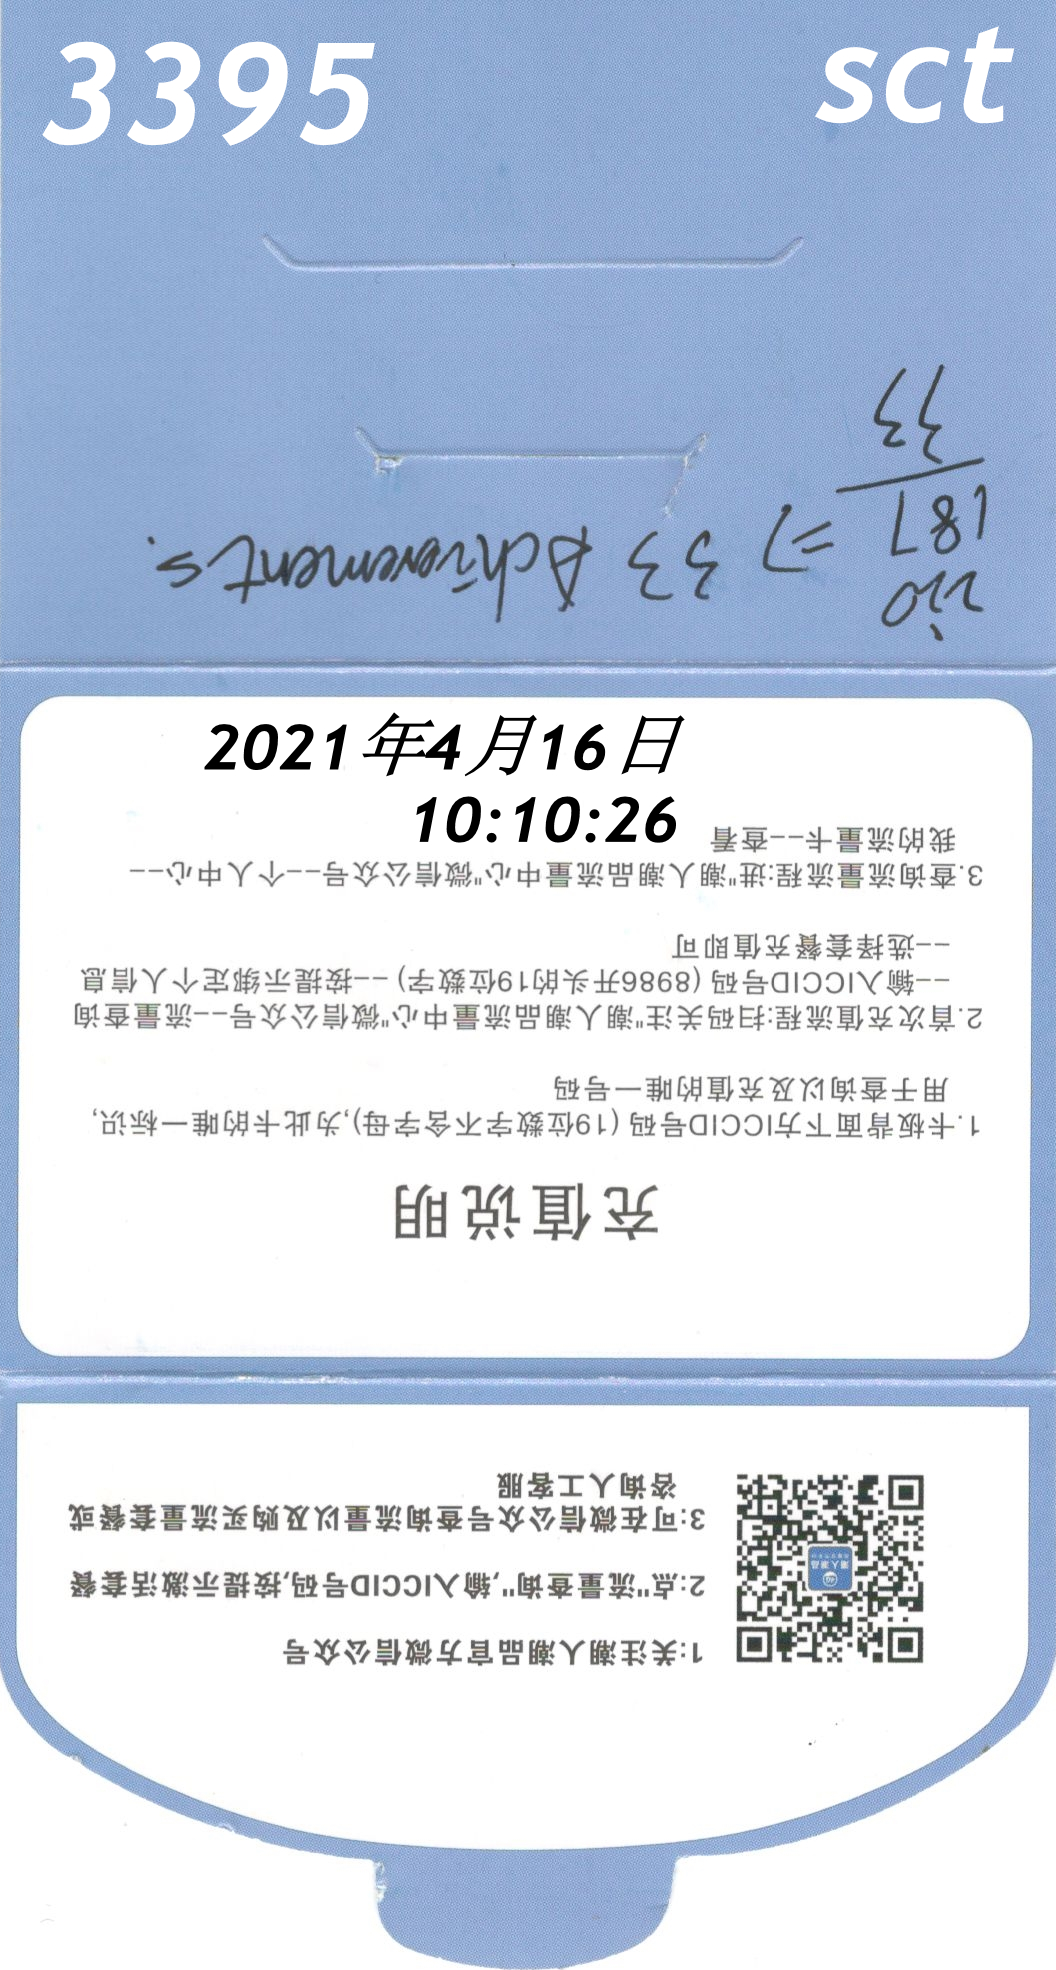 3395
sct
2021年4月16日
10:10:26
1:关注潮人潮品官方微信公众号
2:点"流量查询",输入ICCID号码,按提示激活套餐
3:可在微信公众号查询流量以及购买流量套餐或
咨询人工客服
充值说明
1.卡板背面下方ICCID号码 (19位数字不含字母),为此卡的唯一标识,
用于查询以及充值的唯一号码
2.首次充值流程:扫码关注"潮人潮品流量中心"微信公众号--流量查询
--输入ICCID号码 (8986开头的19位数字) --按提示绑定个人信息
--选择套餐充值即可
3.查询流量流程:进"潮人潮品流量中心"微信公众号--个人中心--
我的流量卡--查看
220
187 => 33 Achievements.
33
潮人潮品